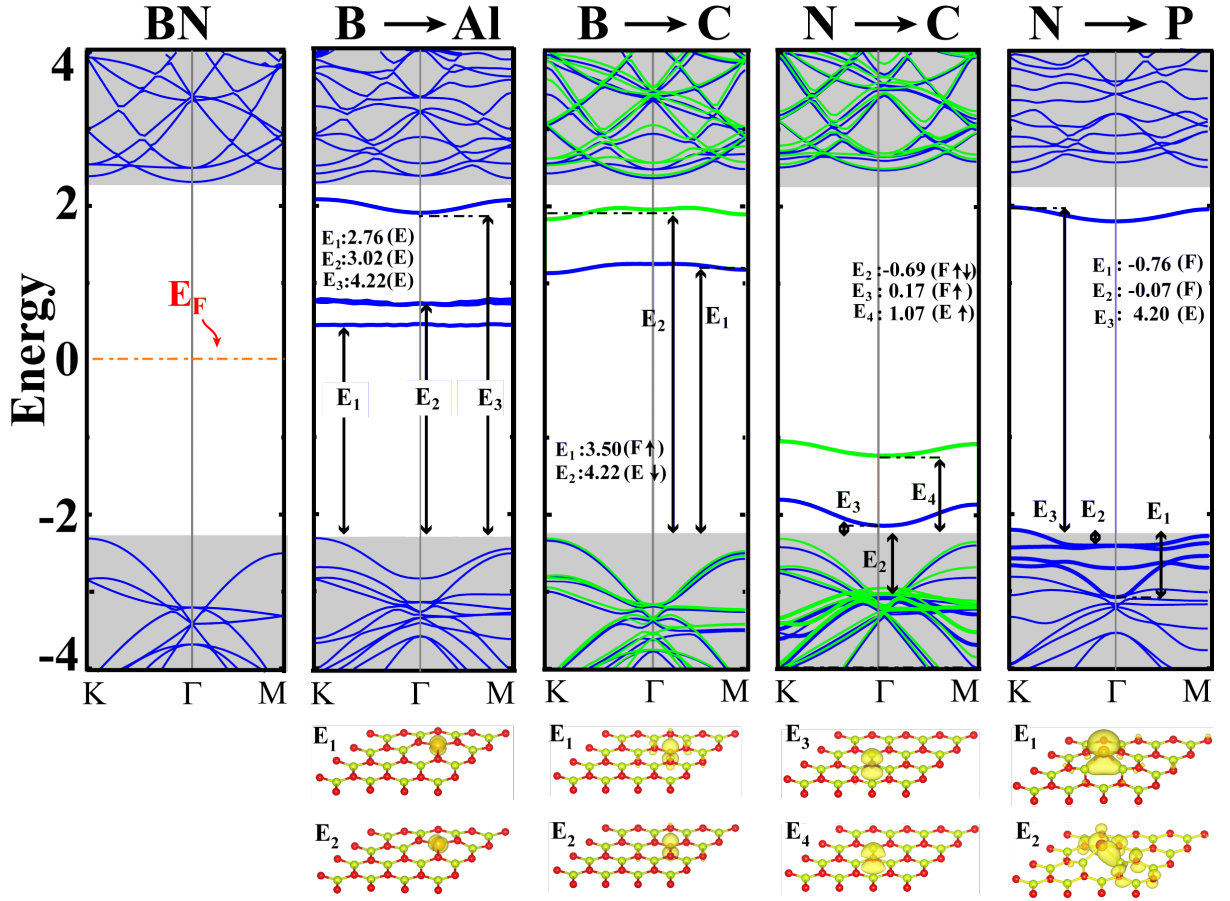 BN
B → Al
B → C
N → C
N → P
Energy
4
2
0
-2
-4
E_F
E₁:2.76 (E)
E₂:3.02 (E)
E₃:4.22 (E)
E₁
E₂
E₃
E₂
E₁
E₁:3.50 (F↑)
E₂:4.22 (E↓)
E₂:-0.69 (F↑↓)
E₃: 0.17 (F↑)
E₄: 1.07 (E ↑)
E₃
E₄
E₂
E₁: -0.76 (F)
E₂: -0.07 (F)
E₃: 4.20 (E)
E₃
E₂
E₁
K Γ M
K Γ M
K Γ M
K Γ M
K Γ M
E₁
E₁
E₃
E₁
E₂
E₂
E₄
E₂